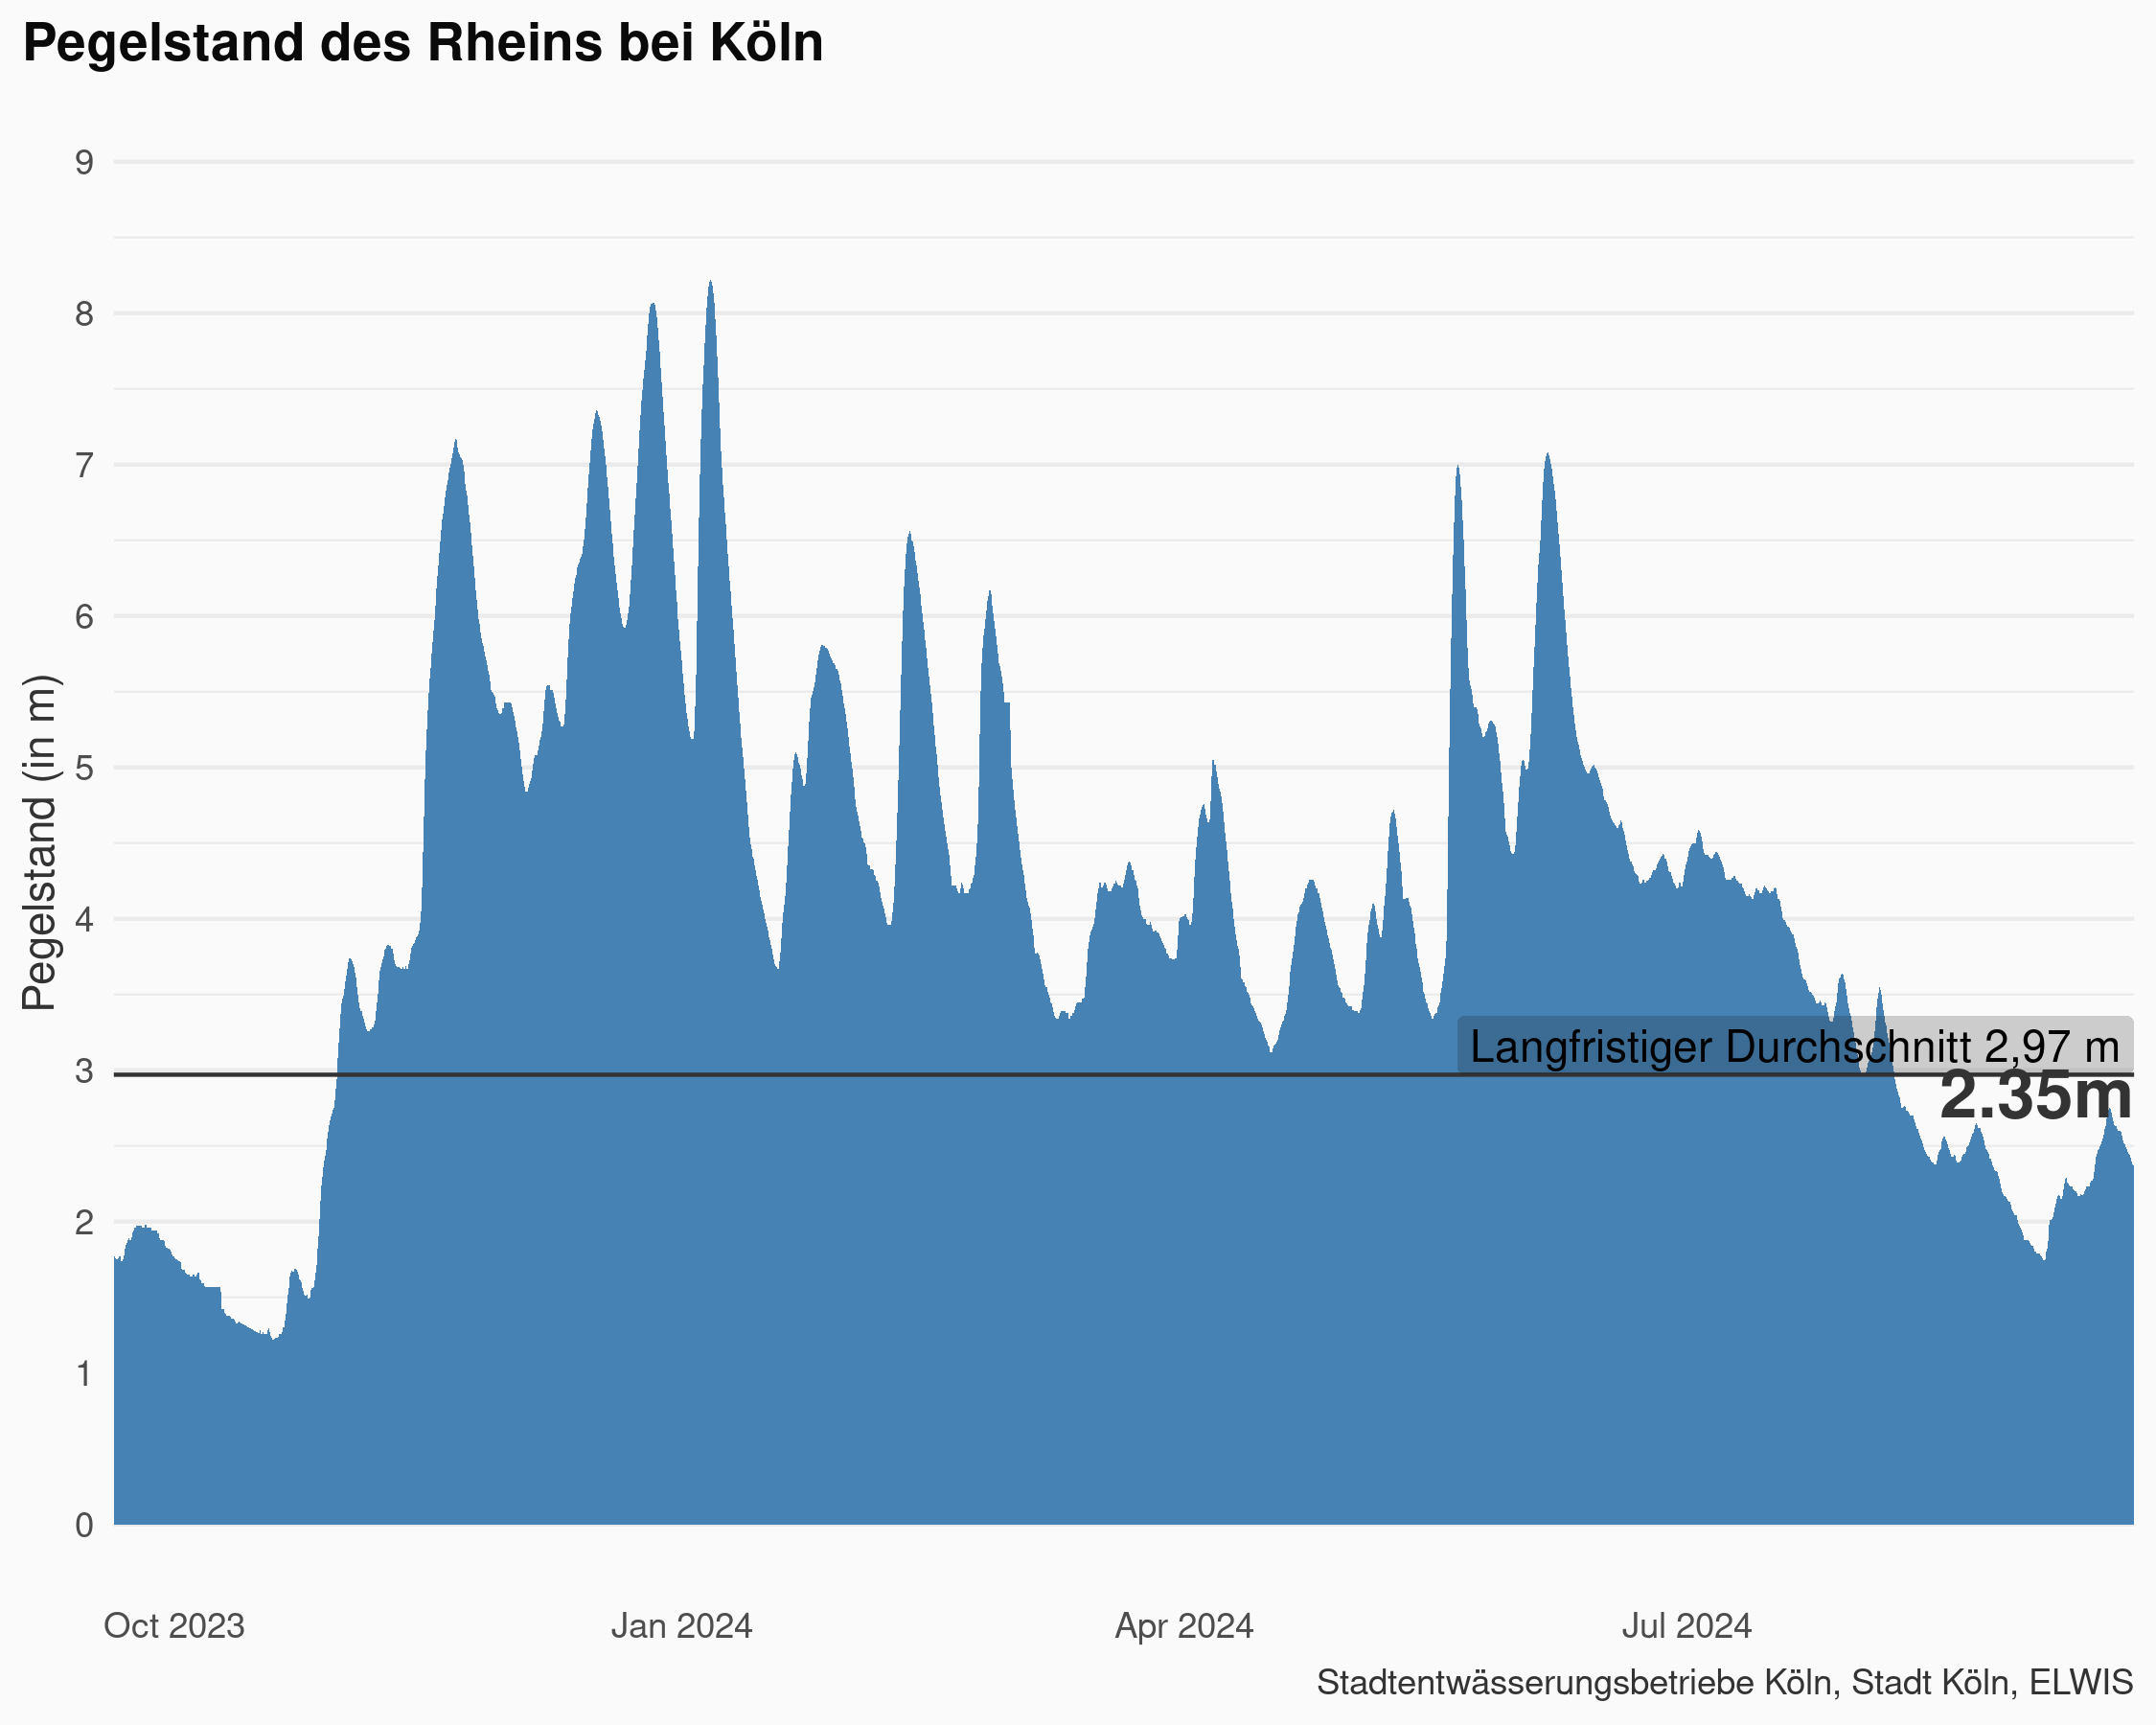 Pegelstand des Rheins bei Köln
Pegelstand (in m)
9
8
7
6
5
4
3
2
1
0
Langfristiger Durchschnitt 2,97 m
2.35m
Oct 2023
Jan 2024
Apr 2024
Jul 2024
Stadtentwässerungsbetriebe Köln, Stadt Köln, ELWIS